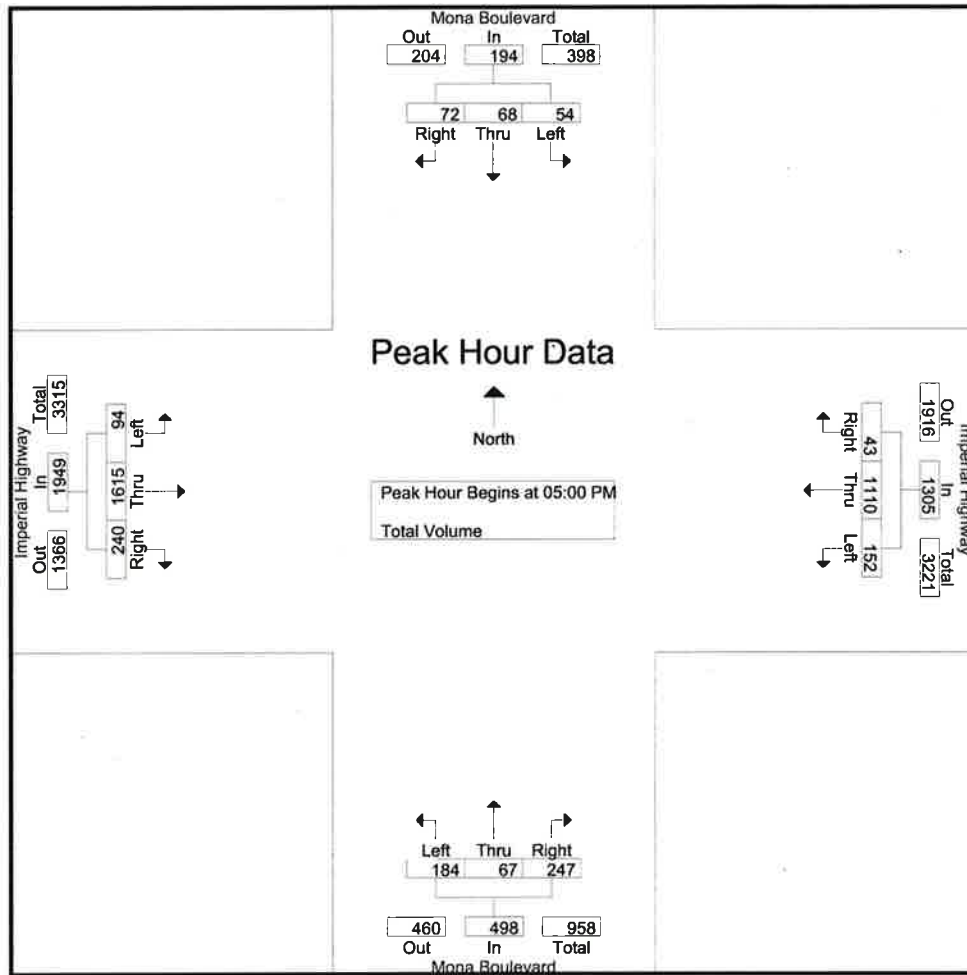 Mona Boulevard
Out In Total
204 194 398
72 68 54
Right Thru Left
Peak Hour Data
North
Peak Hour Begins at 05:00 PM
Total Volume
Imperial Highway
Total In Out
3315 1949 1366
94 1615 240
Left Thru Right
Right Thru Left
43 1110 152
Out In Total
1916 1305 3221
Imperial Highway
Left Thru Right
184 67 247
460 498 958
Out In Total
Mona Boulevard